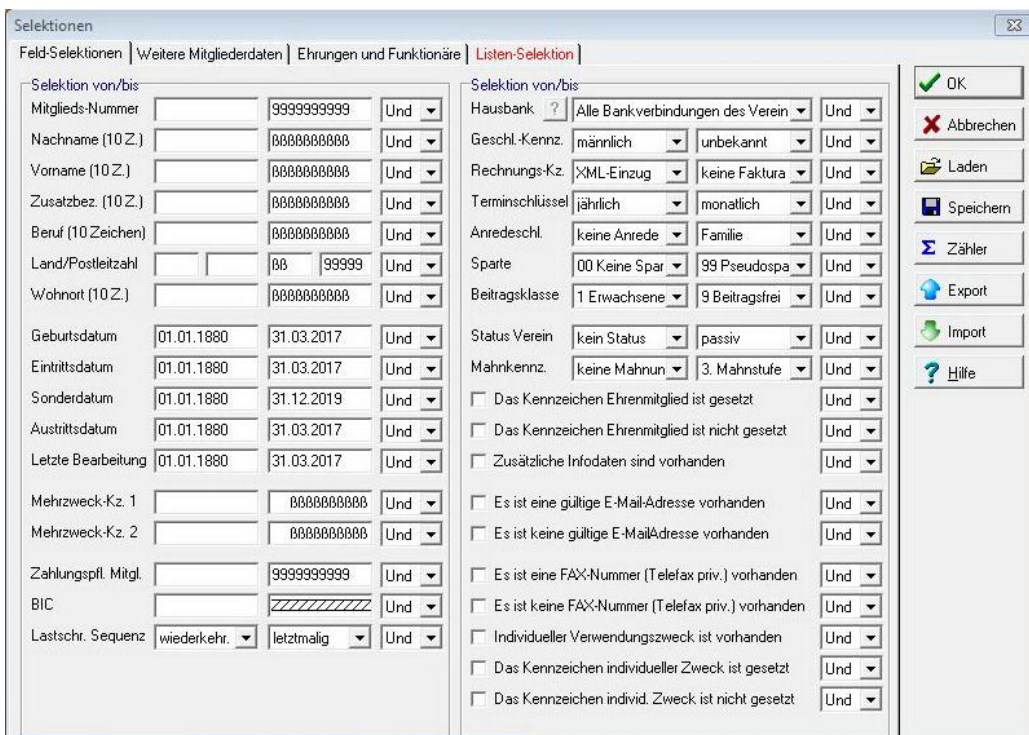 Selektionen
Feld-Selektionen Weitere Mitgliederdaten Ehrungen und Funktionäre Listen-Selektion
Selektion von/bis
Mitglieds-Nummer 9999999999 Und
Nachname (10 Z.) ßßßßßßßßßß Und
Vorname (10 Z.) ßßßßßßßßßß Und
Zusatzbez. (10 Z.) ßßßßßßßßßß Und
Beruf (10 Zeichen) ßßßßßßßßßß Und
Land/Postleitzahl ßß 99999 Und
Wohnort (10 Z.) ßßßßßßßßßß Und
Geburtsdatum 01.01.1880 31.03.2017 Und
Eintrittsdatum 01.01.1880 31.03.2017 Und
Sonderdatum 01.01.1880 31.12.2019 Und
Austrittsdatum 01.01.1880 31.03.2017 Und
Letzte Bearbeitung 01.01.1880 31.03.2017 Und
Mehrzweck-Kz. 1 ßßßßßßßßßß Und
Mehrzweck-Kz. 2 ßßßßßßßßßß Und
Zahlungspfl. Mitgl. 9999999999 Und
BIC ZZZZZZZZZZZ Und
Lastschr. Sequenz wiederkehr. letztmalig Und
Selektion von/bis
Hausbank ? Alle Bankverbindungen des Verein Und
Geschl.-Kennz. männlich unbekannt Und
Rechnungs-Kz. XML-Einzug keine Faktura Und
Terminschlüssel jährlich monatlich Und
Anredeschl. keine Anrede Familie Und
Sparte 00 Keine Spar 99 Pseudospa Und
Beitragsklasse 1 Erwachsene 9 Beitragsfrei Und
Status Verein kein Status passiv Und
Mahnkennz. keine Mahnun 3. Mahnstufe Und
Das Kennzeichen Ehrenmitglied ist gesetzt Und
Das Kennzeichen Ehrenmitglied ist nicht gesetzt Und
Zusätzliche Infodaten sind vorhanden Und
Es ist eine gültige E-Mail-Adresse vorhanden Und
Es ist keine gültige E-MailAdresse vorhanden Und
Es ist eine FAX-Nummer (Telefax priv.) vorhanden Und
Es ist keine FAX-Nummer (Telefax priv.) vorhanden Und
Individueller Verwendungszweck ist vorhanden Und
Das Kennzeichen individueller Zweck ist gesetzt Und
Das Kennzeichen individ. Zweck ist nicht gesetzt Und
OK
Abbrechen
Laden
Speichern
Σ Zähler
Export
Import
? Hilfe